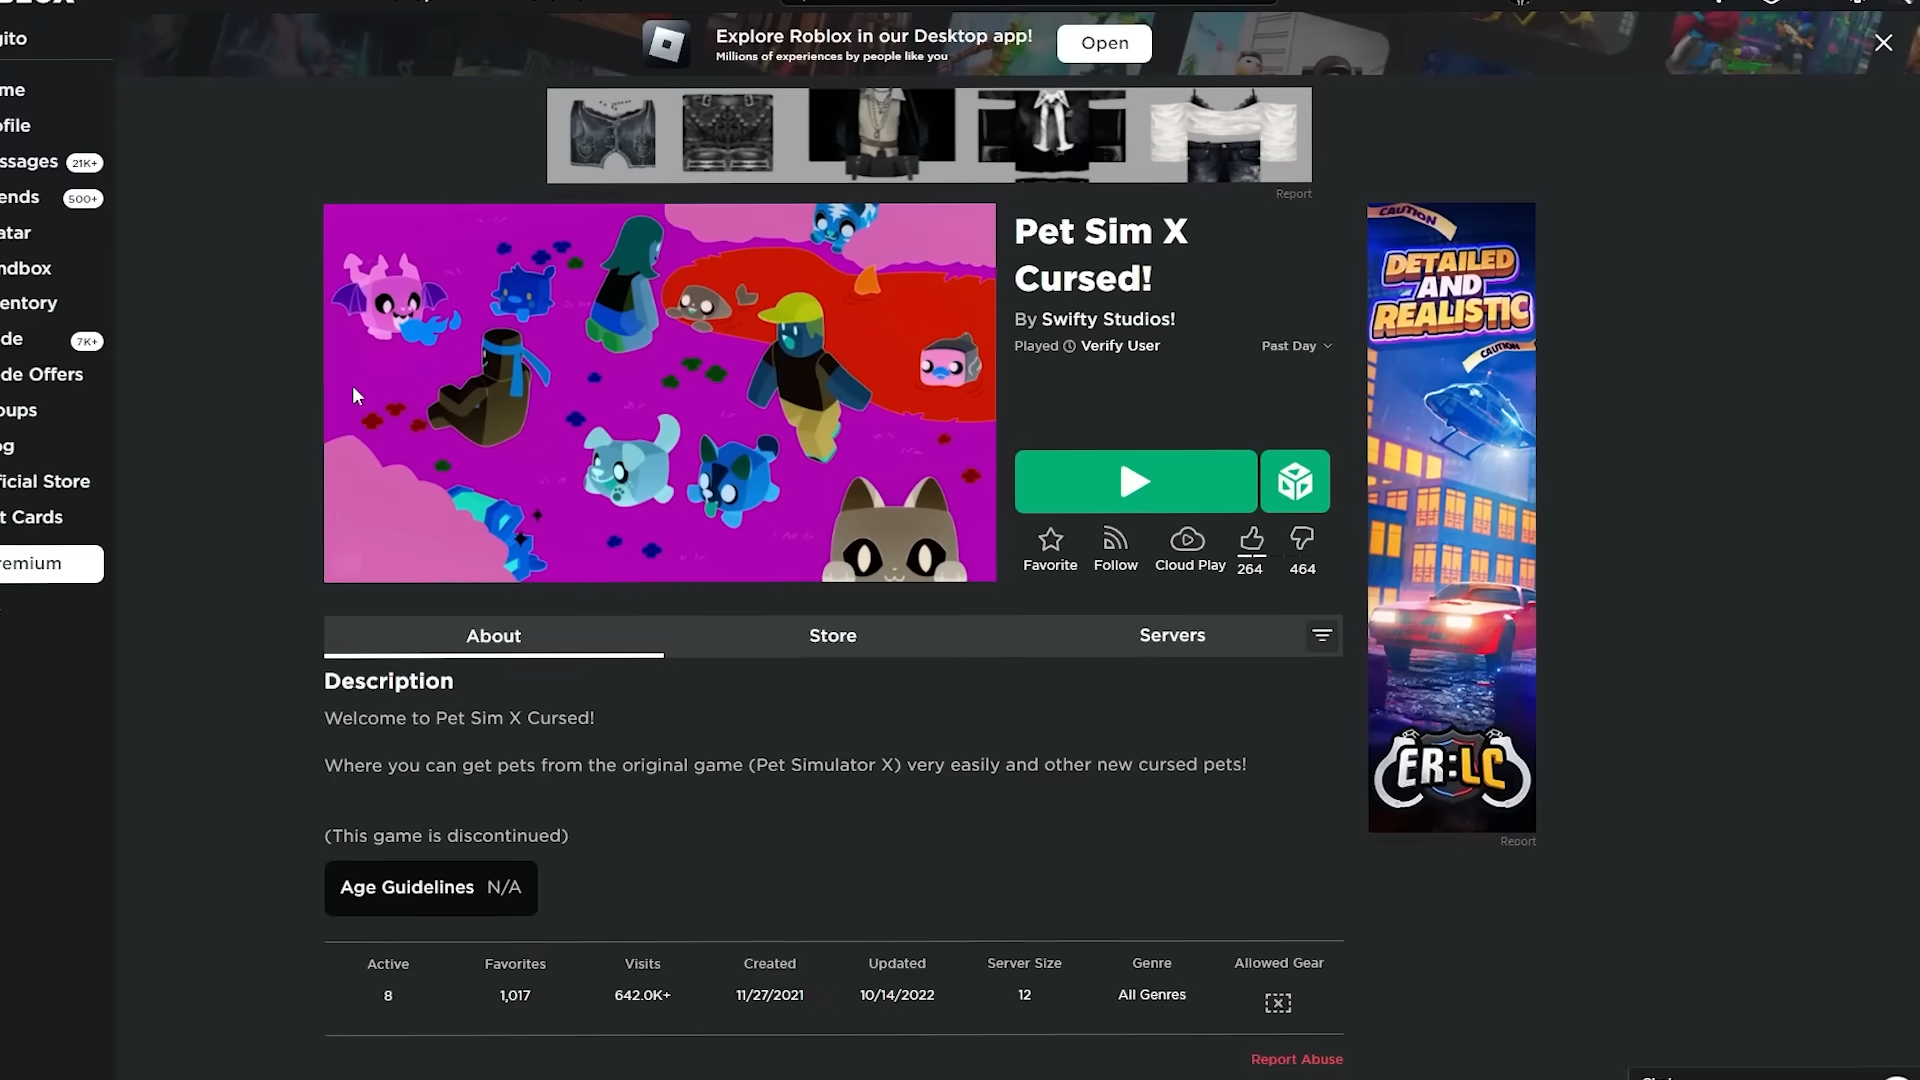 Explore Roblox in our Desktop app!
Millions of experiences by people like you
Open
gito
me
ofile
ssages 21K+
ends 500+
atar
ndbox
entory
de 7K+
de Offers
oups
og
ficial Store
t Cards
remium
Report
Pet Sim X
Cursed!
By Swifty Studios!
Played Verify User
Past Day
Favorite
Follow
Cloud Play
264
464
CAUTION
DETAILED
AND
REALISTIC
CAUTION
ER:LC
Report
About
Store
Servers
Description
Welcome to Pet Sim X Cursed!
Where you can get pets from the original game (Pet Simulator X) very easily and other new cursed pets!
(This game is discontinued)
Age Guidelines N/A
Active Favorites Visits Created Updated Server Size Genre Allowed Gear
8 1,017 642.0K+ 11/27/2021 10/14/2022 12 All Genres
Report Abuse